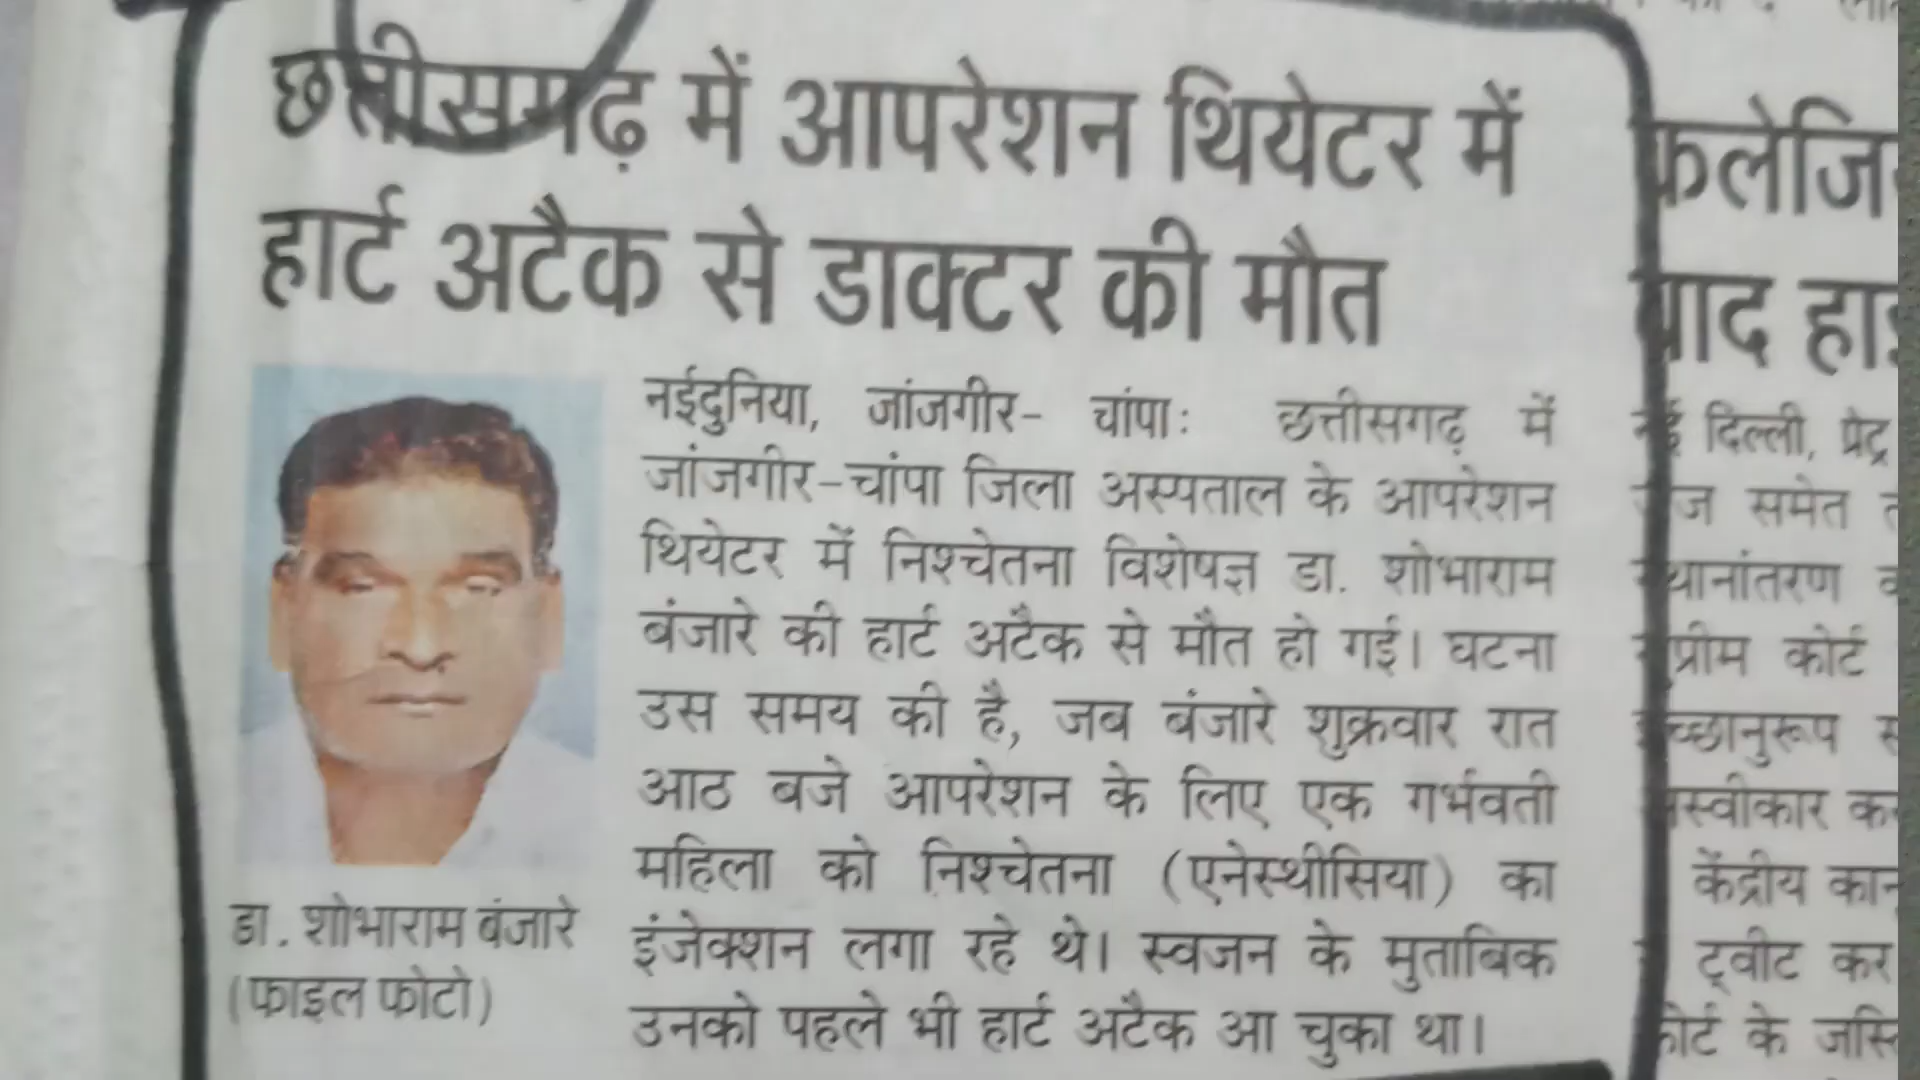 छत्तीसगढ़ में आपरेशन थियेटर में
हार्ट अटैक से डाक्टर की मौत
नईदुनिया, जांजगीर- चांपाः छत्तीसगढ़ में
जांजगीर-चांपा जिला अस्पताल के आपरेशन
थियेटर में निश्चेतना विशेषज्ञ डा. शोभाराम
बंजारे की हार्ट अटैक से मौत हो गई। घटना
उस समय की है, जब बंजारे शुक्रवार रात
आठ बजे आपरेशन के लिए एक गर्भवती
महिला को निश्चेतना (एनेस्थीसिया) का
इंजेक्शन लगा रहे थे। स्वजन के मुताबिक
उनको पहले भी हार्ट अटैक आ चुका था।
डा. शोभाराम बंजारे
(फाइल फोटो)
दिल्ली, प्रेट्र
समेत
कोर्ट
केंद्रीय
ट्वीट कर
के